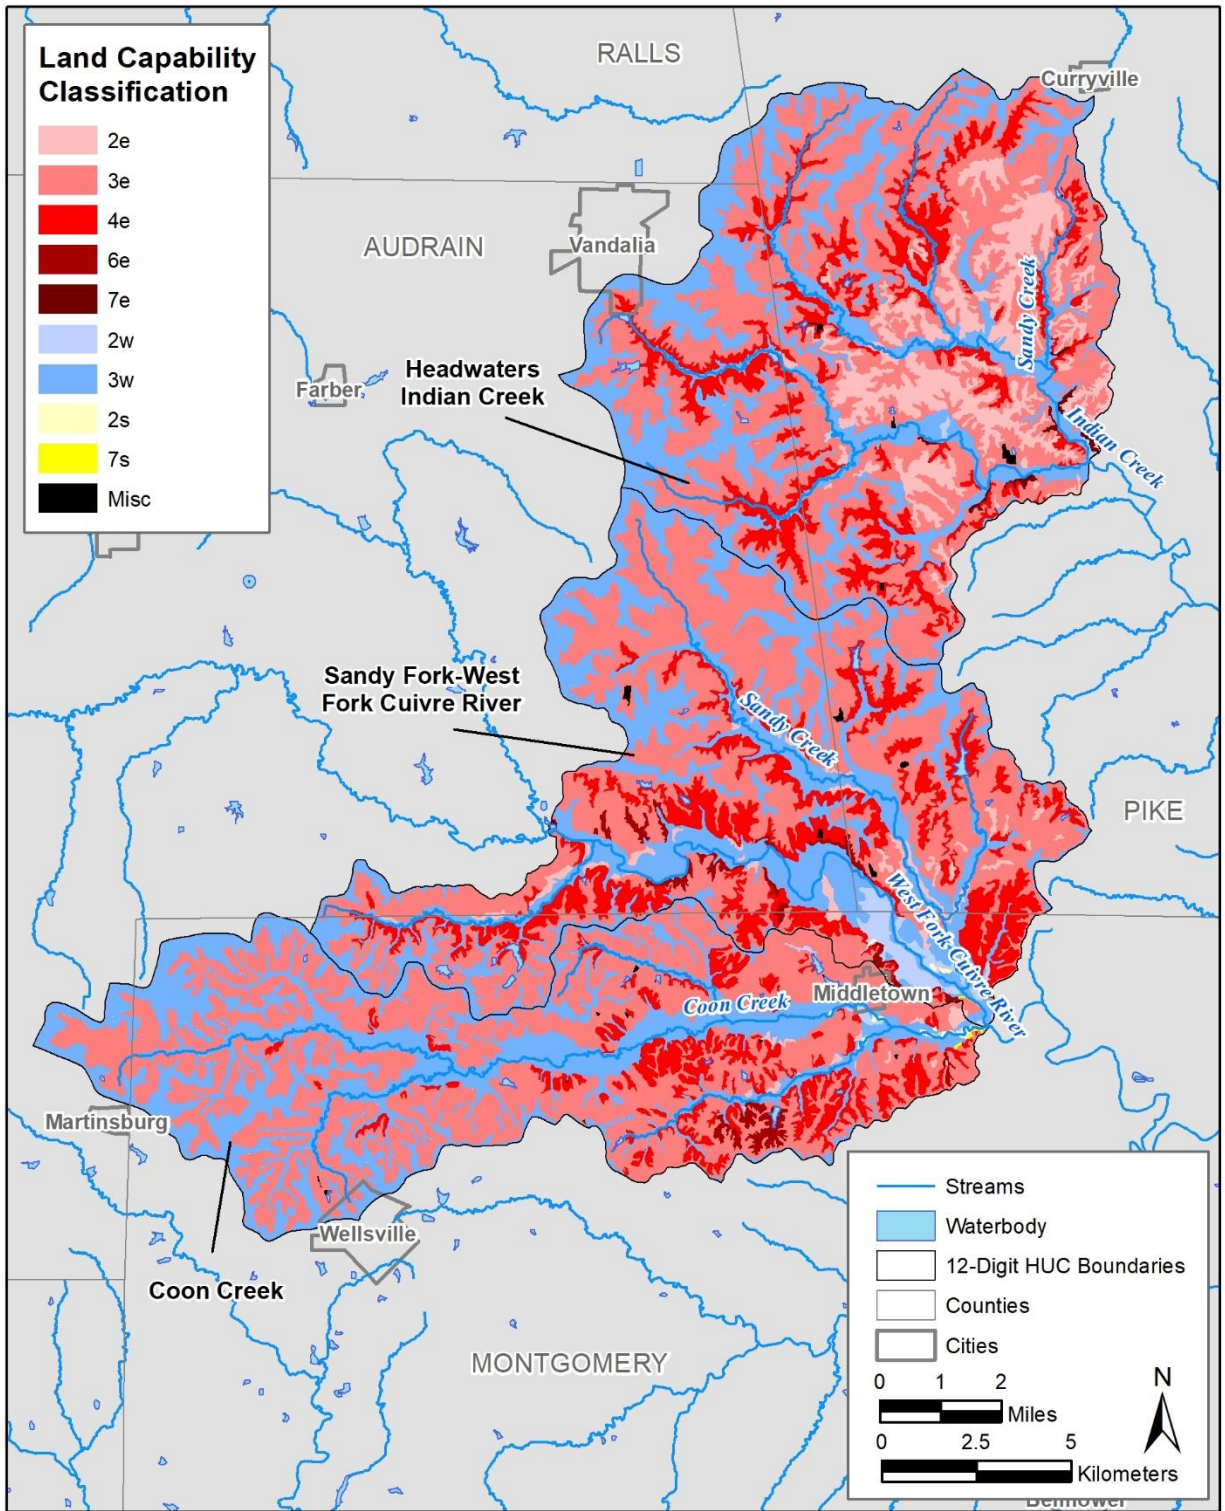 Land Capability
Classification
2e
3e
4e
6e
7e
2w
3w
2s
7s
Misc
RALLS
Curryville
AUDRAIN
Vandalia
Farber
Headwaters
Indian Creek
Sandy Creek
Indian Creek
Sandy Fork-West
Fork Cuivre River
Sandy Creek
PIKE
West Fork Cuivre River
Middletown
Coon Creek
Martinsburg
Wellsville
Coon Creek
MONTGOMERY
Streams
Waterbody
12-Digit HUC Boundaries
Counties
Cities
0 1 2
Miles
0 2.5 5
Kilometers
N